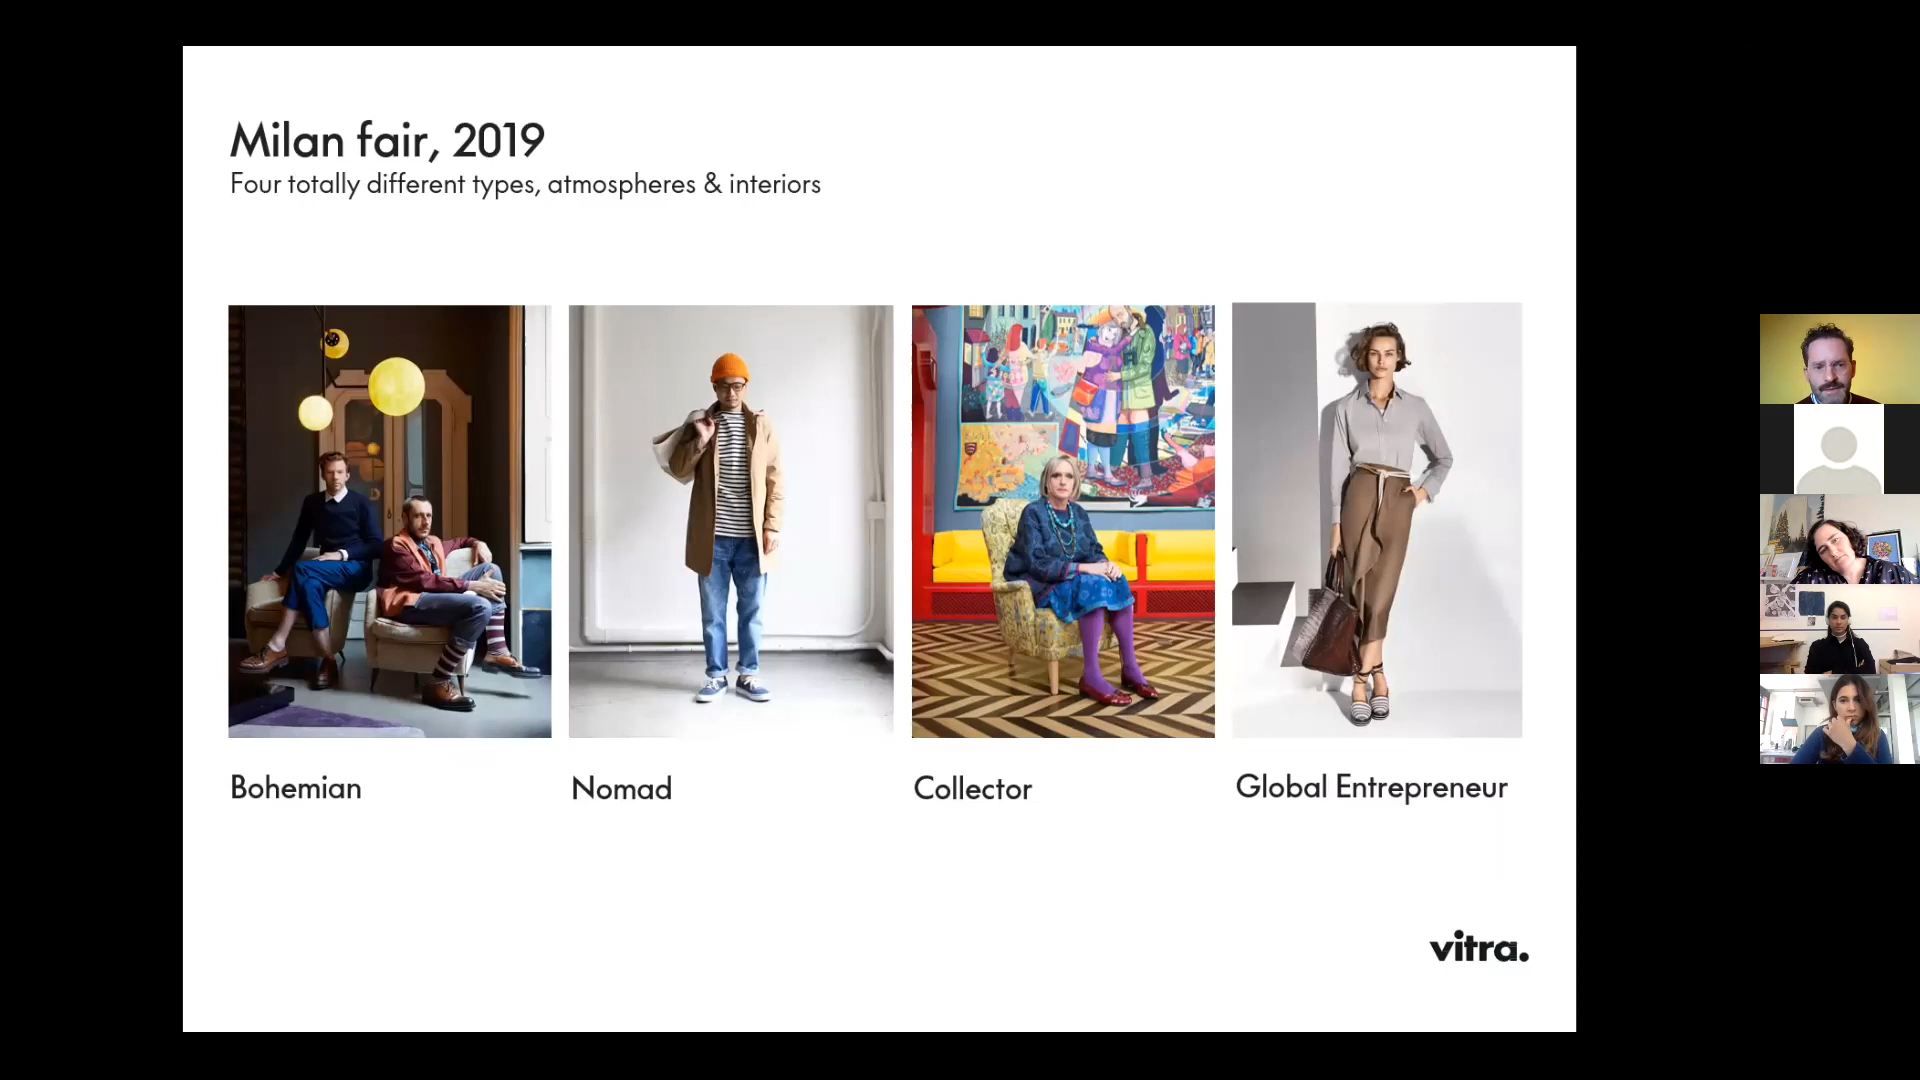 Milan fair, 2019
Four totally different types, atmospheres & interiors
Bohemian
Nomad
Collector
Global Entrepreneur
vitra.